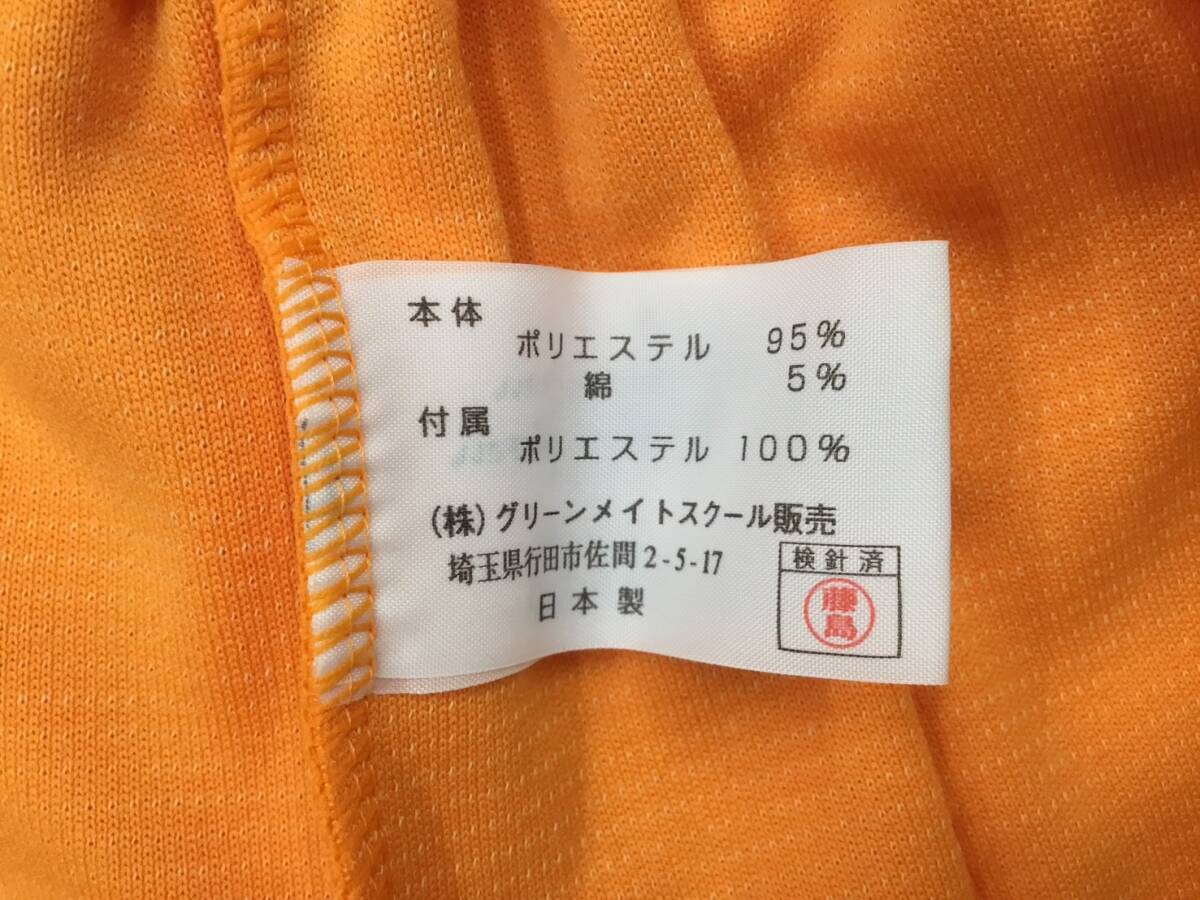 本体
ポリエステル 95%
綿 5%
付属
ポリエステル 100%
(株)グリーンメイトスクール販売
埼玉県行田市佐間2-5-17
日本製
検針済
藤島